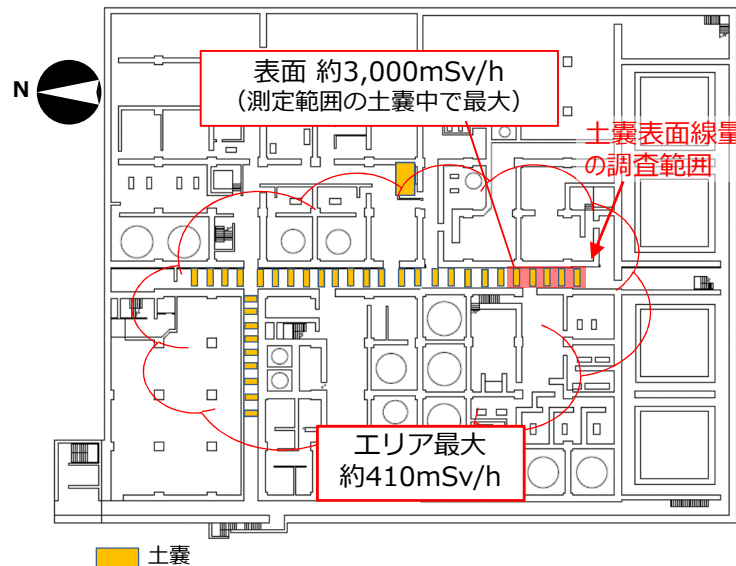 表面 約3,000mSv/h
（測定範囲の土嚢中で最大）
N
土嚢表面線量
の調査範囲
エリア最大
約410mSv/h
土嚢